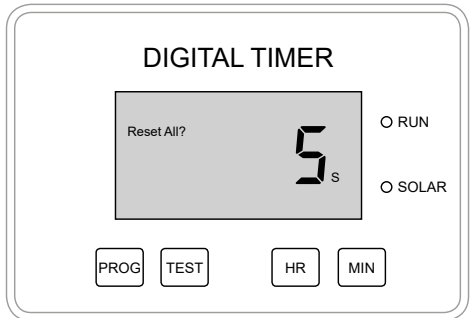 DIGITAL TIMER
Reset All?
5 s
RUN
SOLAR
PROG TEST HR MIN